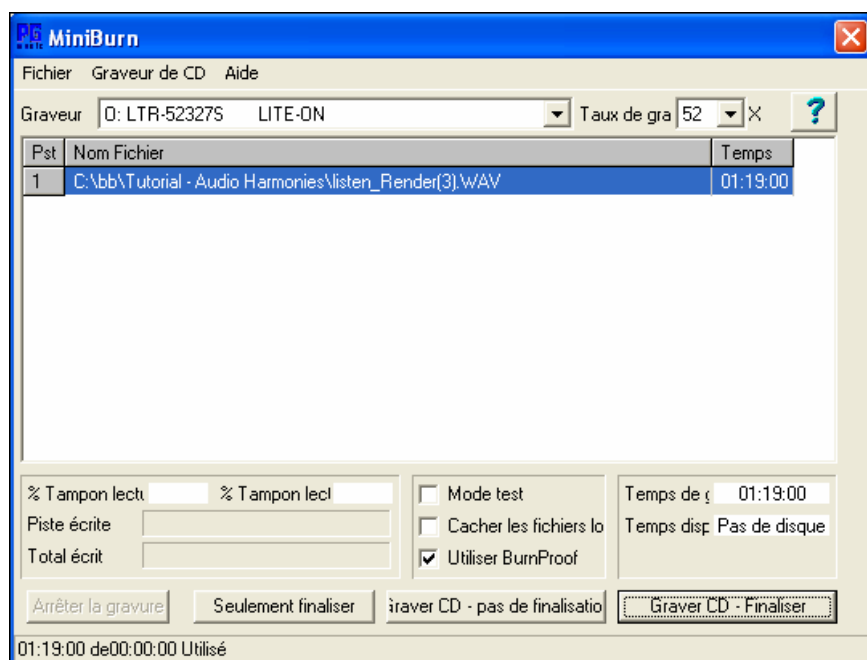 PG MiniBurn
Fichier Graveur de CD Aide
Graveur O: LTR-52327S LITE-ON Taux de gra 52 X ?
Pst Nom Fichier Temps
1 C:\bb\Tutorial - Audio Harmonies\listen_Render(3).WAV 01:19:00
% Tampon lectu % Tampon lect
Piste écrite
Total écrit
Mode test
Cacher les fichiers lo
Utiliser BurnProof
Temps de g 01:19:00
Temps disp Pas de disque
Arrêter la gravure Seulement finaliser Graver CD - pas de finalisatio Graver CD - Finaliser
01:19:00 de00:00:00 Utilisé